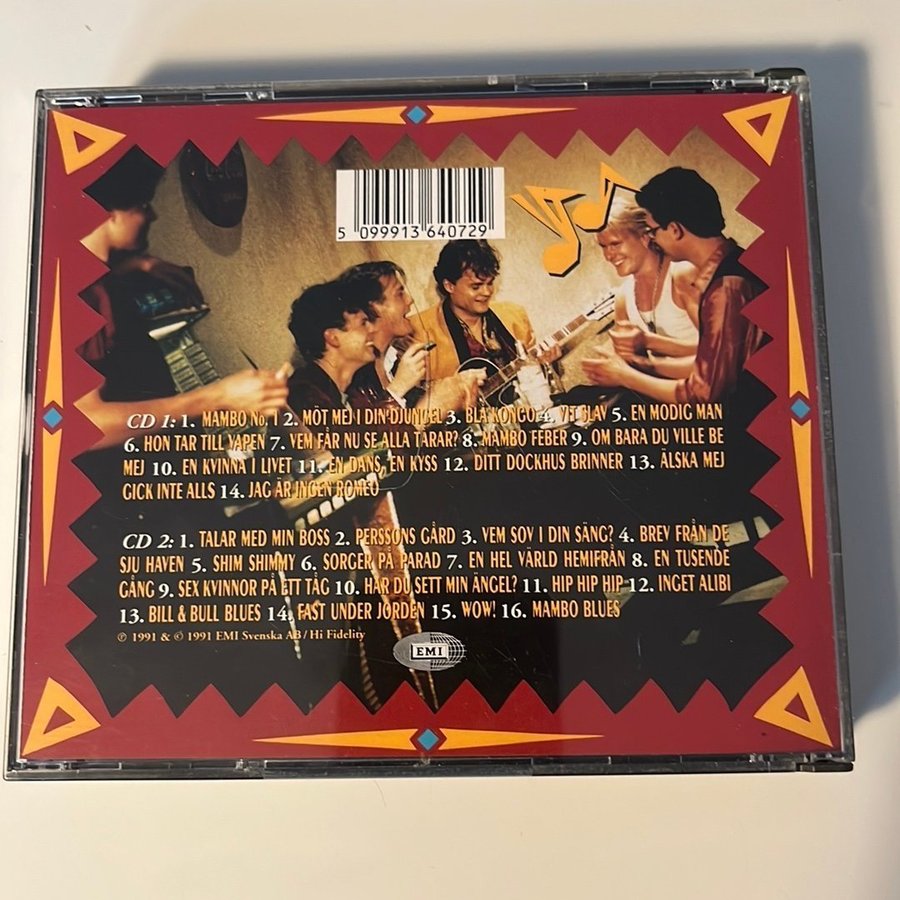 5 099913 640729
CD 1: 1. MAMBO No. 1 2. MÖT MEJ I DIN DJUNGEL 3. BLÅ KONGO 4. VIT SLAV 5. EN MODIG MAN
6. HON TAR TILL VAPEN 7. VEM FÅR NU SE ALLA TÅRAR? 8. MAMBO FEBER 9. OM BARA DU VILLE BE
MEJ 10. EN KVINNA I LIVET 11. EN DANS, EN KYSS 12. DITT DOCKHUS BRINNER 13. ÄLSKA MEJ
GICK INTE ALLS 14. JAG ÄR INGEN ROMEO
CD 2: 1. TALAR MED MIN BOSS 2. PERSSONS GÅRD 3. VEM SOV I DIN SÄNG? 4. BREV FRÅN DE
SJU HAVEN 5. SHIM SHIMMY 6. SORGER PÅ PARAD 7. EN HEL VÄRLD HEMIFRÅN 8. EN TUSENDE
GÅNG 9. SEX KVINNOR PÅ ETT TÅG 10. HAR DU SETT MIN ÄNGEL? 11. HIP HIP HIP 12. INGET ALIBI
13. BILL & BULL BLUES 14. FAST UNDER JORDEN 15. WOW! 16. MAMBO BLUES
℗ 1991 & © 1991 EMI Svenska AB / Hi Fidelity
EMI